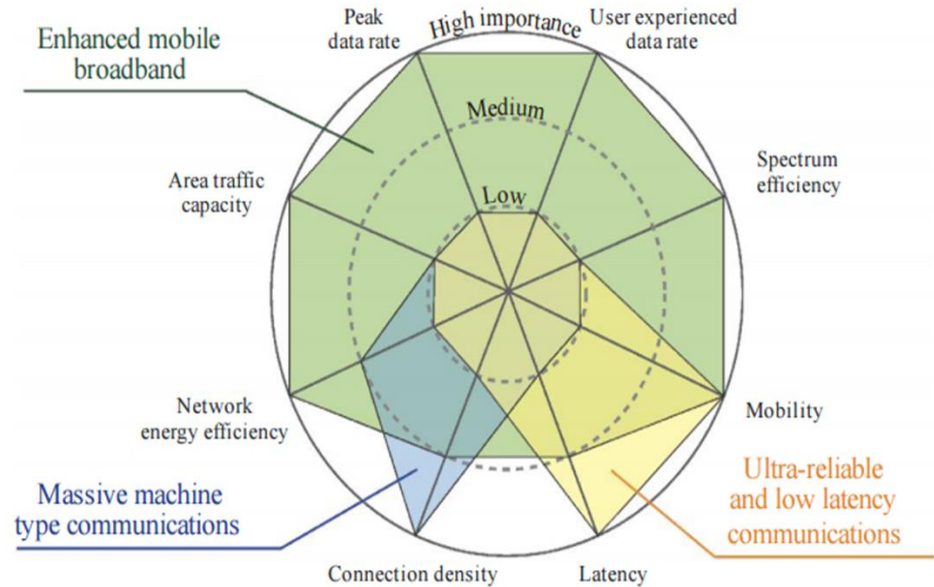 Peak
data rate
High importance
User experienced
data rate
Enhanced mobile
broadband
Medium
Spectrum
efficiency
Area traffic
capacity
Low
Network
energy efficiency
Mobility
Massive machine
type communications
Ultra-reliable
and low latency
communications
Connection density
Latency